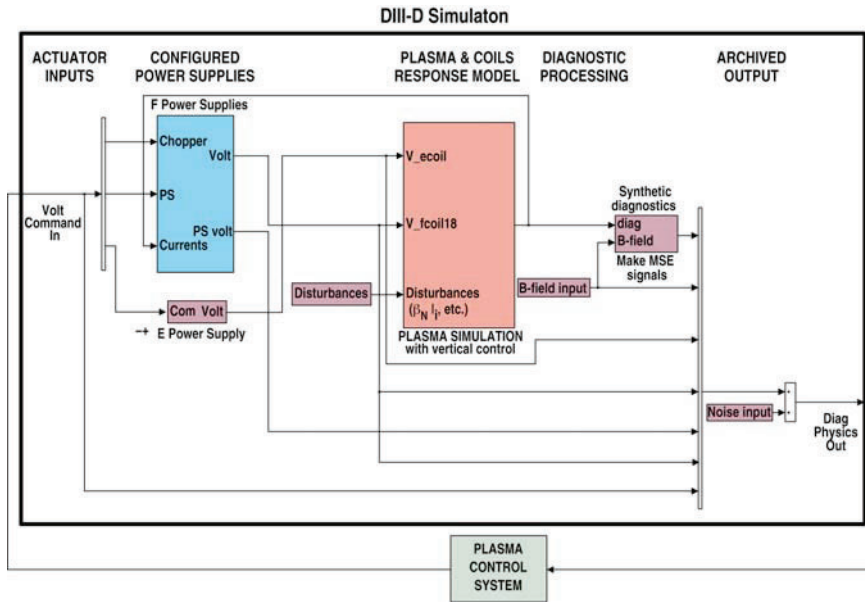 DIII-D Simulaton
ACTUATOR
INPUTS
CONFIGURED
POWER SUPPLIES
PLASMA & COILS
RESPONSE MODEL
DIAGNOSTIC
PROCESSING
ARCHIVED
OUTPUT
F Power Supplies
Chopper
Volt
PS
PS volt
Currents
Volt
Command
In
Com Volt
E Power Supply
V_ecoil
V_fcoil18
Disturbances
Disturbances
(βN li, etc.)
PLASMA SIMULATION
with vertical control
Synthetic
diagnostics
diag
B-field
Make MSE
signals
B-field input
Noise input
Diag
Physics
Out
PLASMA
CONTROL
SYSTEM